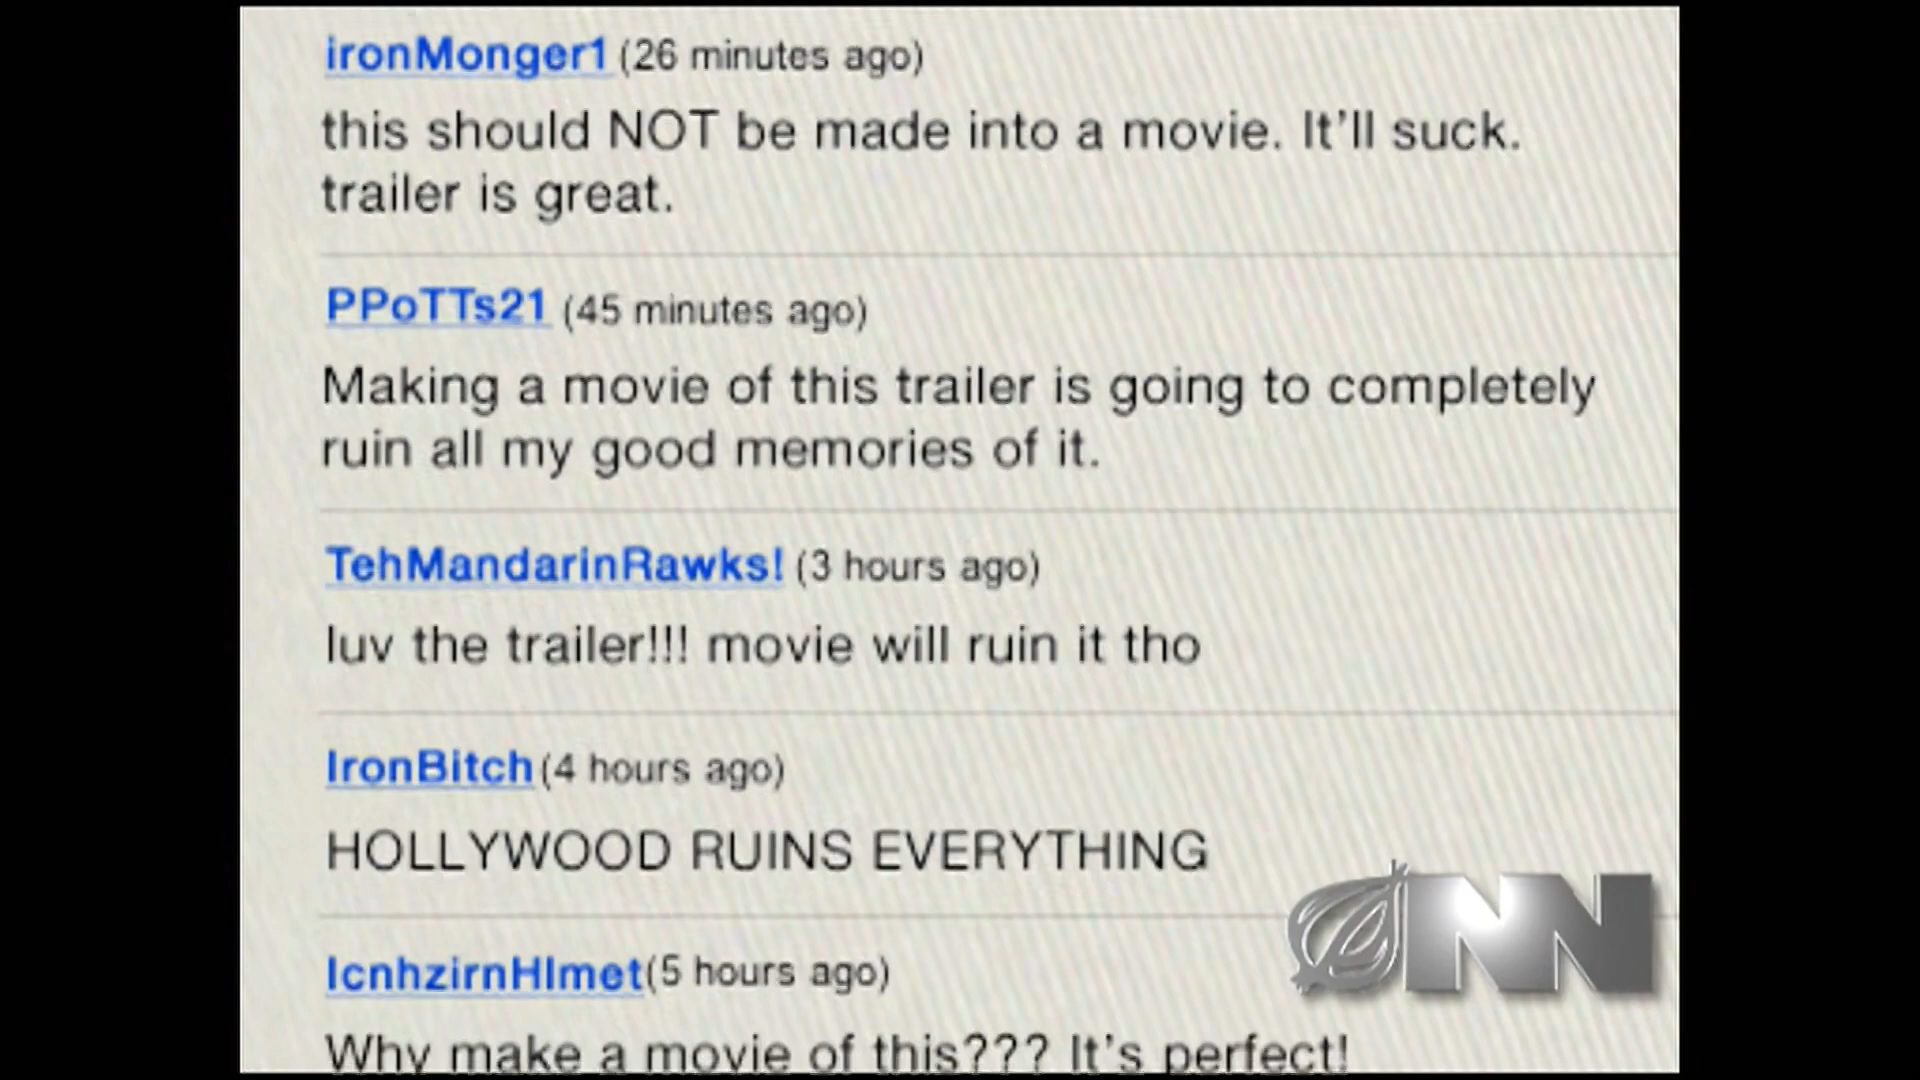 ironMonger1 (26 minutes ago)
this should NOT be made into a movie. It'll suck.
trailer is great.
PPoTTs21 (45 minutes ago)
Making a movie of this trailer is going to completely
ruin all my good memories of it.
TehMandarinRawks! (3 hours ago)
luv the trailer!!! movie will ruin it tho
IronBitch (4 hours ago)
HOLLYWOOD RUINS EVERYTHING
IcnhzirnHlmet (5 hours ago)
Why make a movie of this??? It's perfect!
ONN